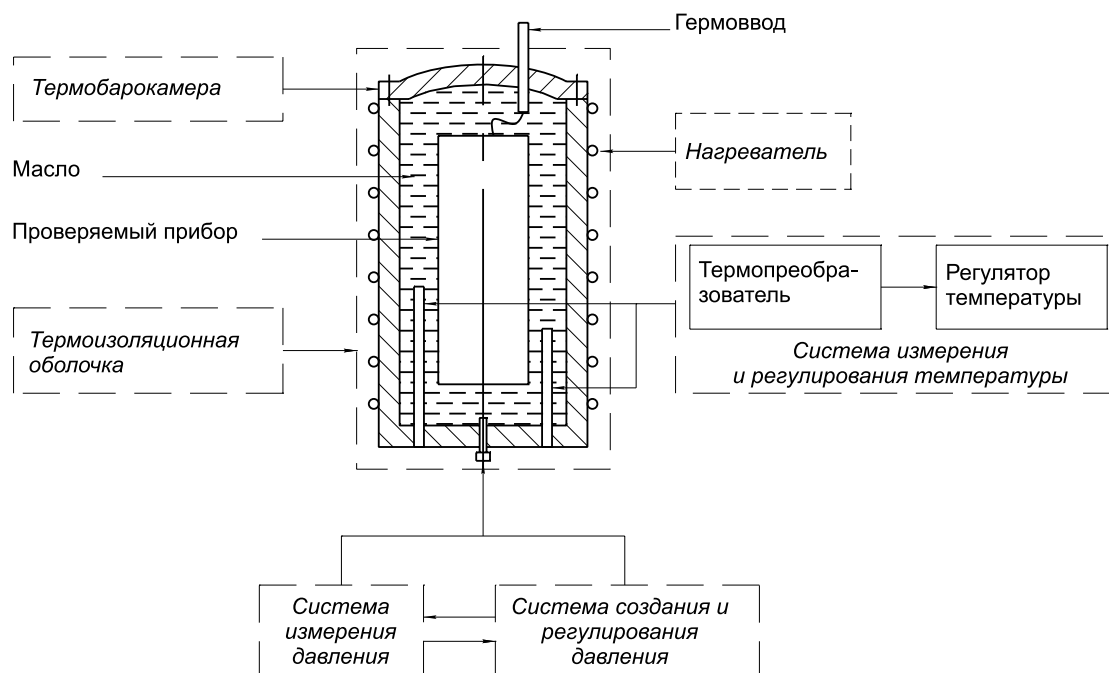 Гермоввод
Термобарокамера
Нагреватель
Масло
Проверяемый прибор
Термопреобра-
зователь
Регулятор
температуры
Термоизоляционная
оболочка
Система измерения
и регулирования температуры
Система
измерения
давления
Система создания и
регулирования
давления